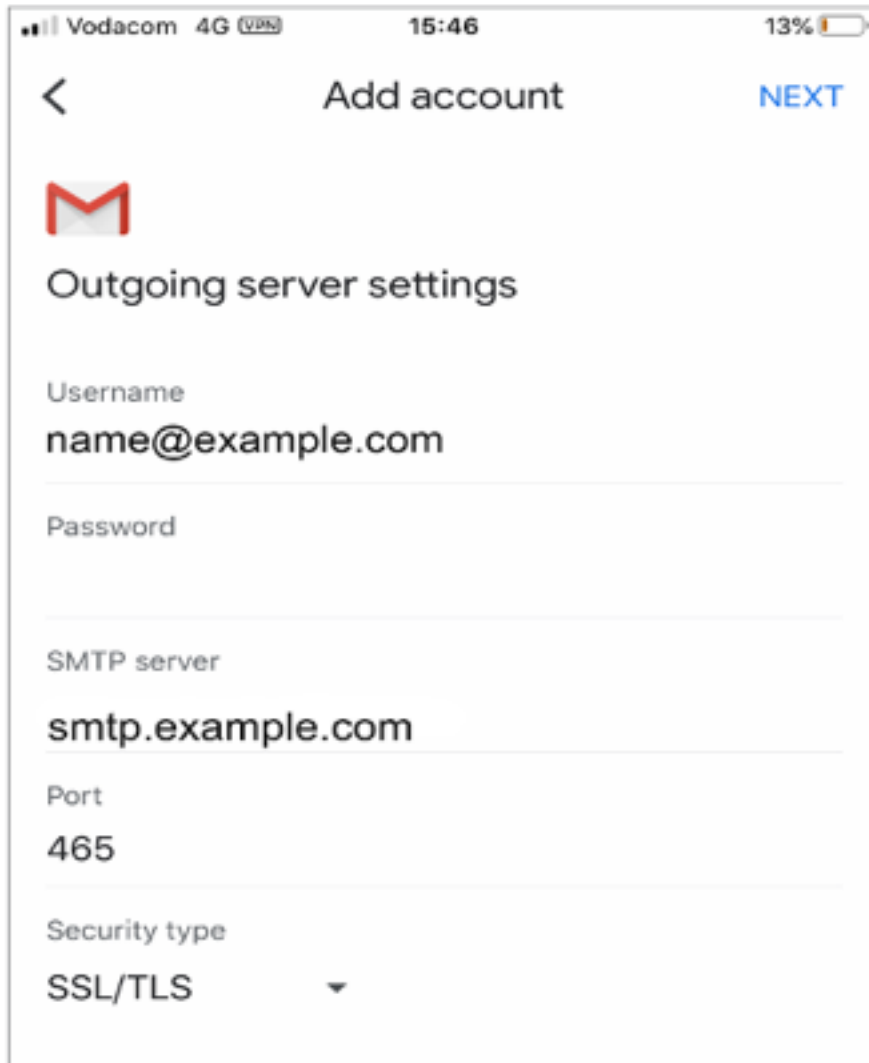 Vodacom 4G VPN 15:46 13%
Add account NEXT
Outgoing server settings
Username
name@example.com
Password
SMTP server
smtp.example.com
Port
465
Security type
SSL/TLS